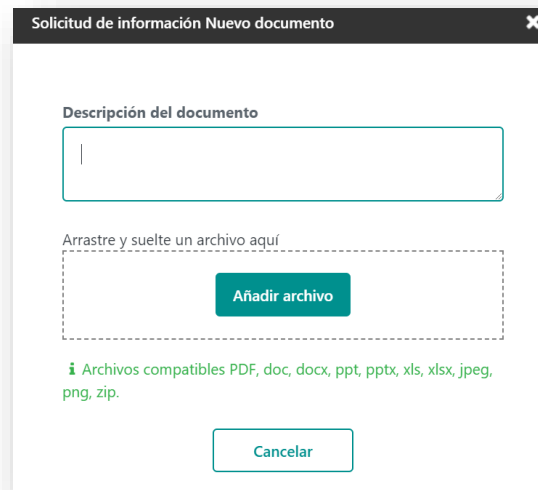 Solicitud de información Nuevo documento
Descripción del documento
Arrastre y suelte un archivo aquí
Añadir archivo
Archivos compatibles PDF, doc, docx, ppt, pptx, xls, xlsx, jpeg,
png, zip.
Cancelar